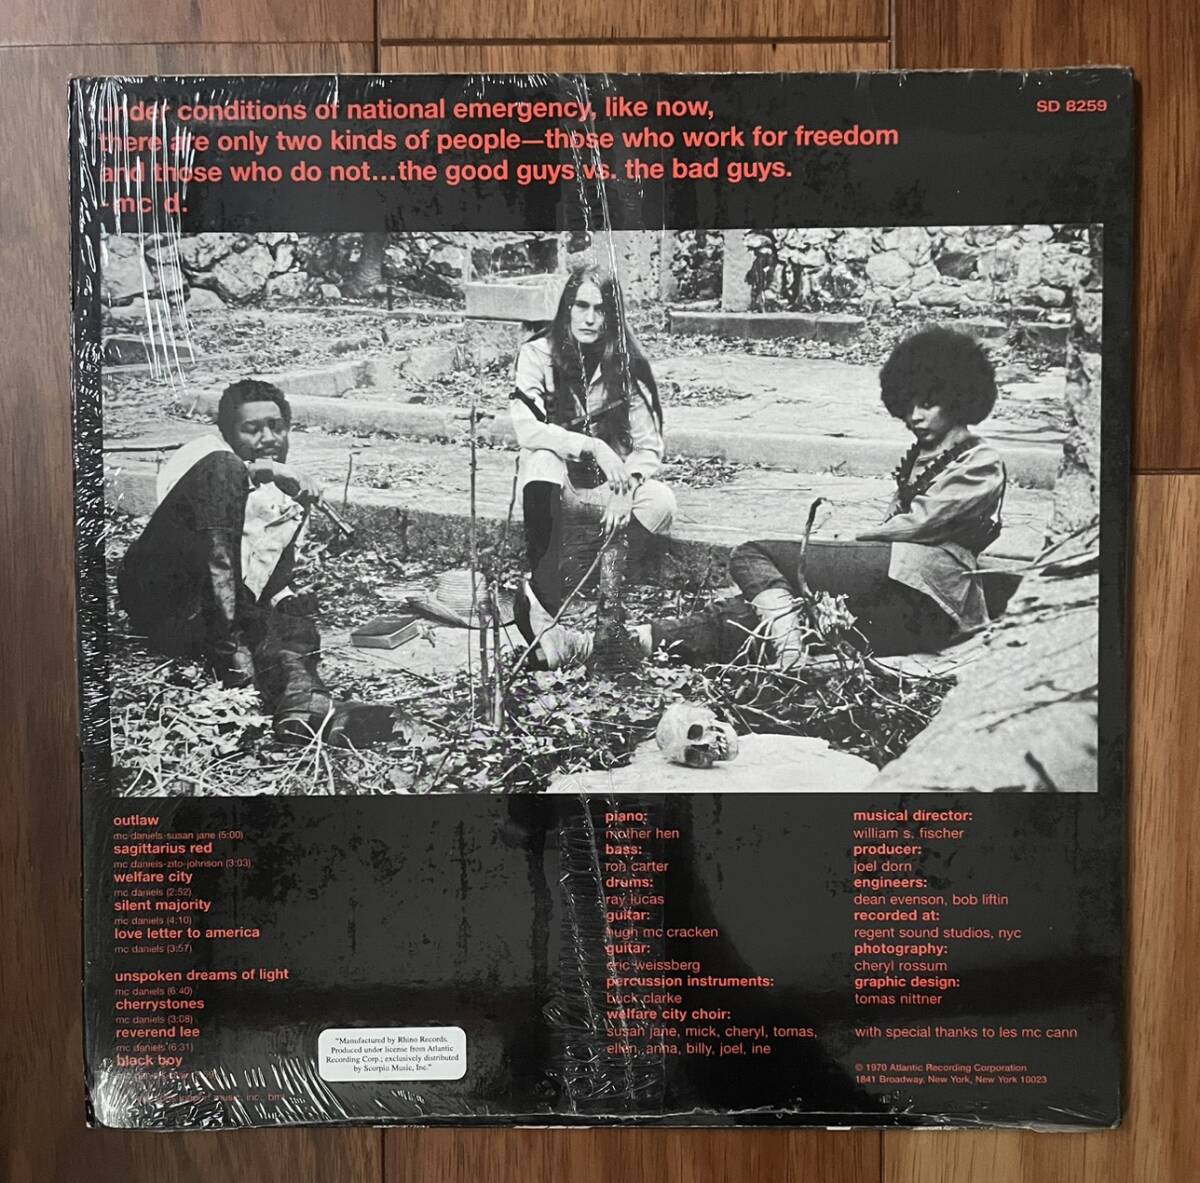 under conditions of national emergency, like now,
there are only two kinds of people—those who work for freedom
and those who do not...the good guys vs. the bad guys.
-mc d.
SD 8259
outlaw
mc daniels-susan jane (5:00)
sagittarius red
mc daniels-zito-johnson (3:03)
welfare city
mc daniels (2:52)
silent majority
mc daniels (4:10)
love letter to america
mc daniels (3:57)
unspoken dreams of light
mc daniels (6:40)
cherrystones
mc daniels (3:08)
reverend lee
mc daniels (6:31)
black boy
music, inc., bmi
"Manufactured by Rhino Records.
Produced under license from Atlantic
Recording Corp.; exclusively distributed
by Scorpio Music, Inc."
piano:
mother hen
bass:
ron carter
drums:
ray lucas
guitar:
hugh mc cracken
guitar:
eric weissberg
percussion instruments:
buck clarke
welfare city choir:
susan jane, mick, cheryl, tomas,
ellen, anna, billy, joel, ine
musical director:
william s. fischer
producer:
joel dorn
engineers:
dean evenson, bob liftin
recorded at:
regent sound studios, nyc
photography:
cheryl rossum
graphic design:
tomas nittner
with special thanks to les mc cann
© 1970 Atlantic Recording Corporation
1841 Broadway, New York, New York 10023